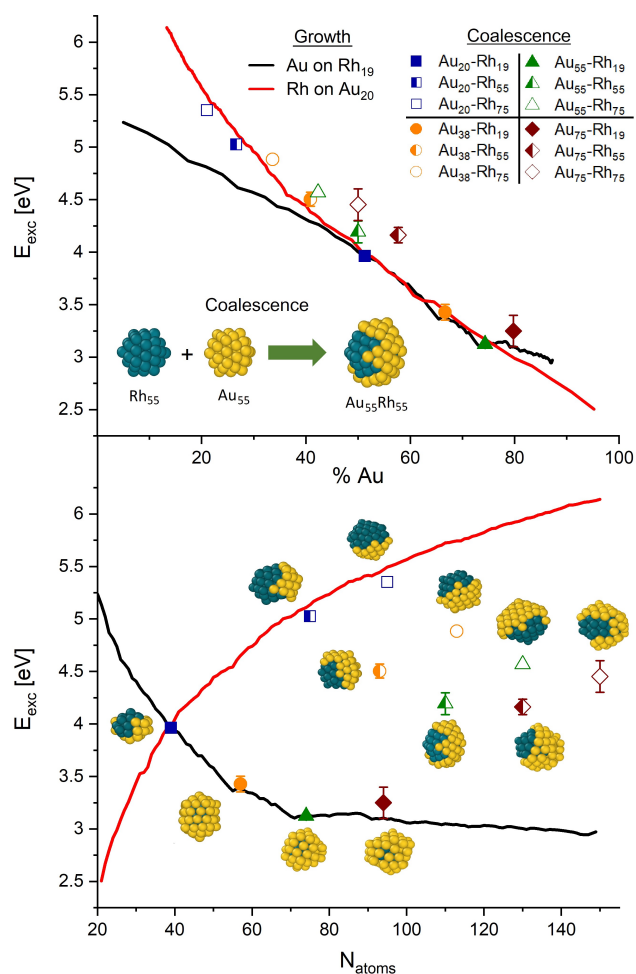 Growth
Au on Rh19
Rh on Au20
Coalescence
Au20-Rh19
Au20-Rh55
Au20-Rh75
Au55-Rh19
Au55-Rh55
Au55-Rh75
Au38-Rh19
Au38-Rh55
Au38-Rh75
Au75-Rh19
Au75-Rh55
Au75-Rh75
6
5.5
5
4.5
4
3.5
3
2.5
Eexc [eV]
Coalescence
+
Rh55
Au55
Au55Rh55
20
40
60
80
100
% Au
6
5.5
5
4.5
4
3.5
3
2.5
Eexc [eV]
20
40
60
80
100
120
140
Natoms